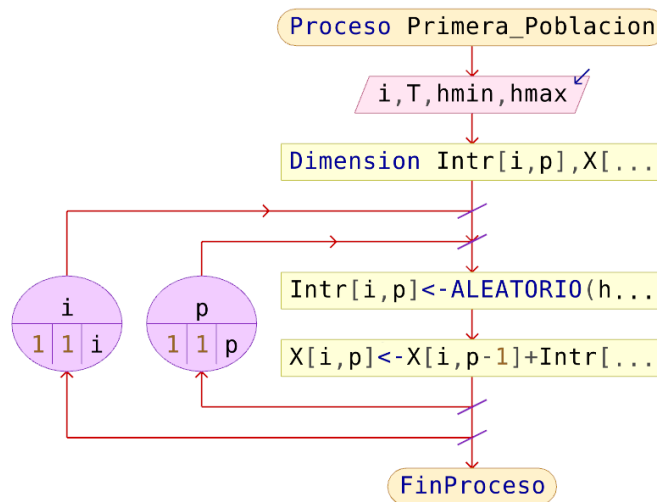 Proceso Primera_Poblacion
i,T,hmin,hmax
Dimension Intr[i,p],X[...
i
1 1 i
p
1 1 p
Intr[i,p]<-ALEATORIO(h...
X[i,p]<-X[i,p-1]+Intr[...
FinProceso